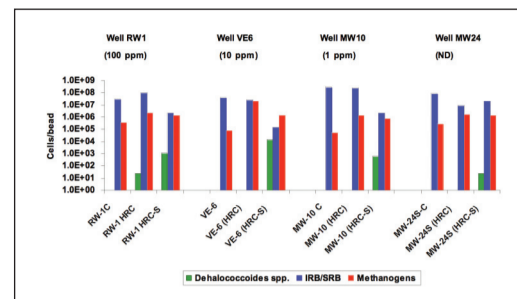 Well RW1 Well VE6 Well MW10 Well MW24
(100 ppm) (10 ppm) (1 ppm) (ND)
Cells/bead
1.0E+09
1.0E+08
1.0E+07
1.0E+06
1.0E+05
1.0E+04
1.0E+03
1.0E+02
1.0E+01
1.0E+00
RW-1C
RW-1 HRC
RW-1 HRC-S
VE-6
VE-6 (HRC)
VE-6 (HRC-S)
MW-10 C
MW-10 (HRC)
MW-10 (HRC-S)
MW-24S-C
MW-24S (HRC)
MW-24S (HRC-S)
Dehalococcoides spp. IRB/SRB Methanogens